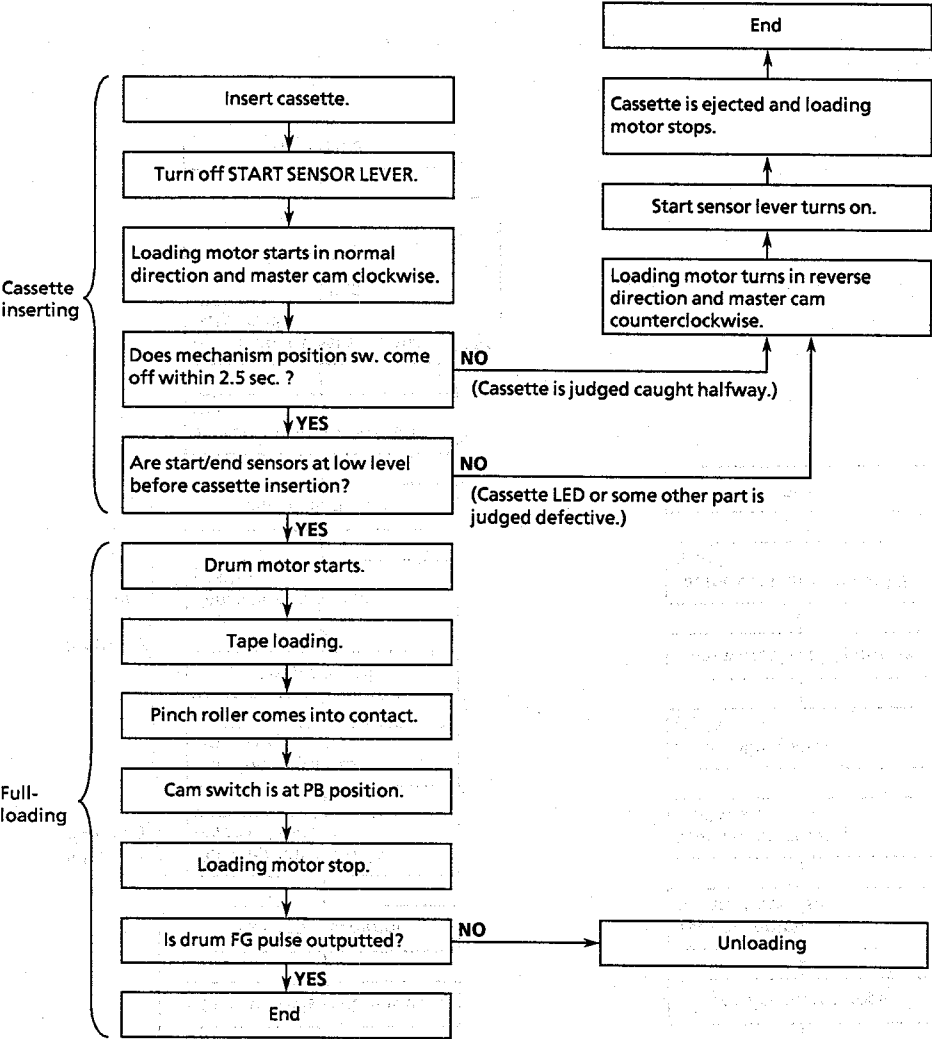 End
Cassette is ejected and loading
motor stops.
Start sensor lever turns on.
Loading motor turns in reverse
direction and master cam
counterclockwise.
Cassette
inserting
Insert cassette.
Turn off START SENSOR LEVER.
Loading motor starts in normal
direction and master cam clockwise.
Does mechanism position sw. come
off within 2.5 sec. ?
NO
(Cassette is judged caught halfway.)
YES
Are start/end sensors at low level
before cassette insertion?
NO
(Cassette LED or some other part is
judged defective.)
YES
Full-
loading
Drum motor starts.
Tape loading.
Pinch roller comes into contact.
Cam switch is at PB position.
Loading motor stop.
Is drum FG pulse outputted?
NO
Unloading
YES
End